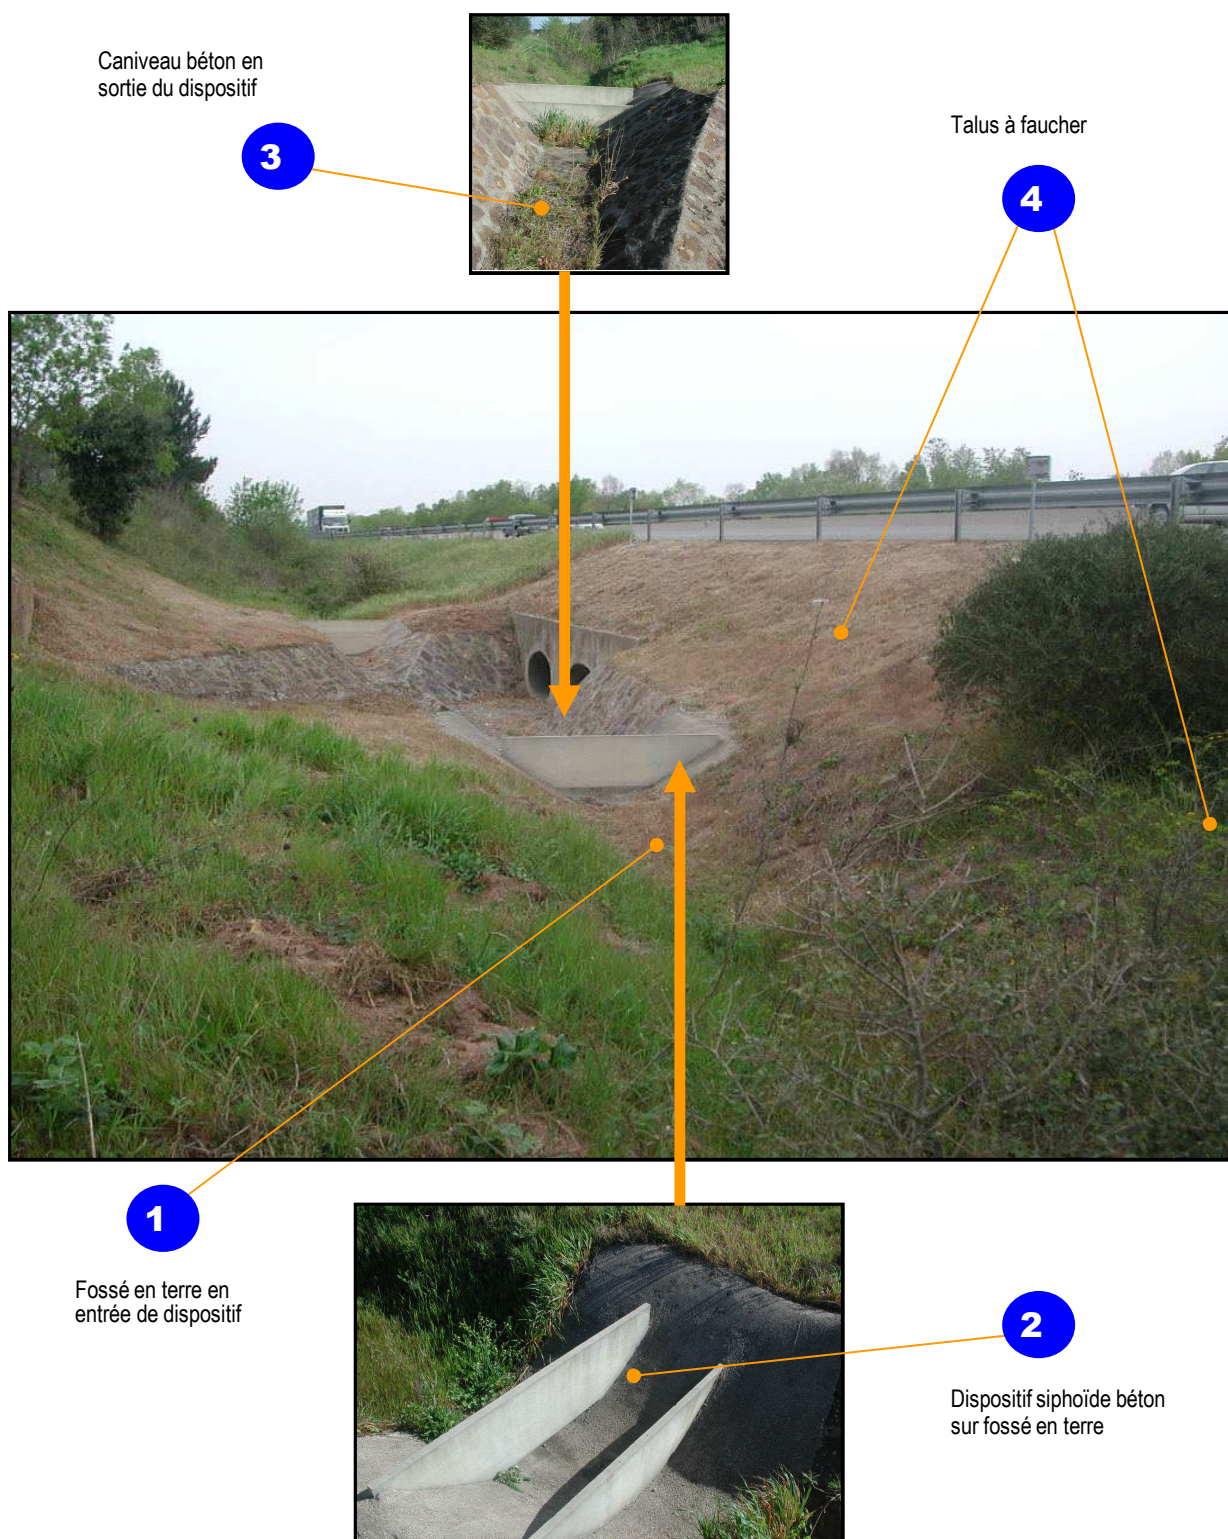 Caniveau béton en
sortie du dispositif
3
Talus à faucher
4
1
Fossé en terre en
entrée de dispositif
2
Dispositif siphoïde béton
sur fossé en terre